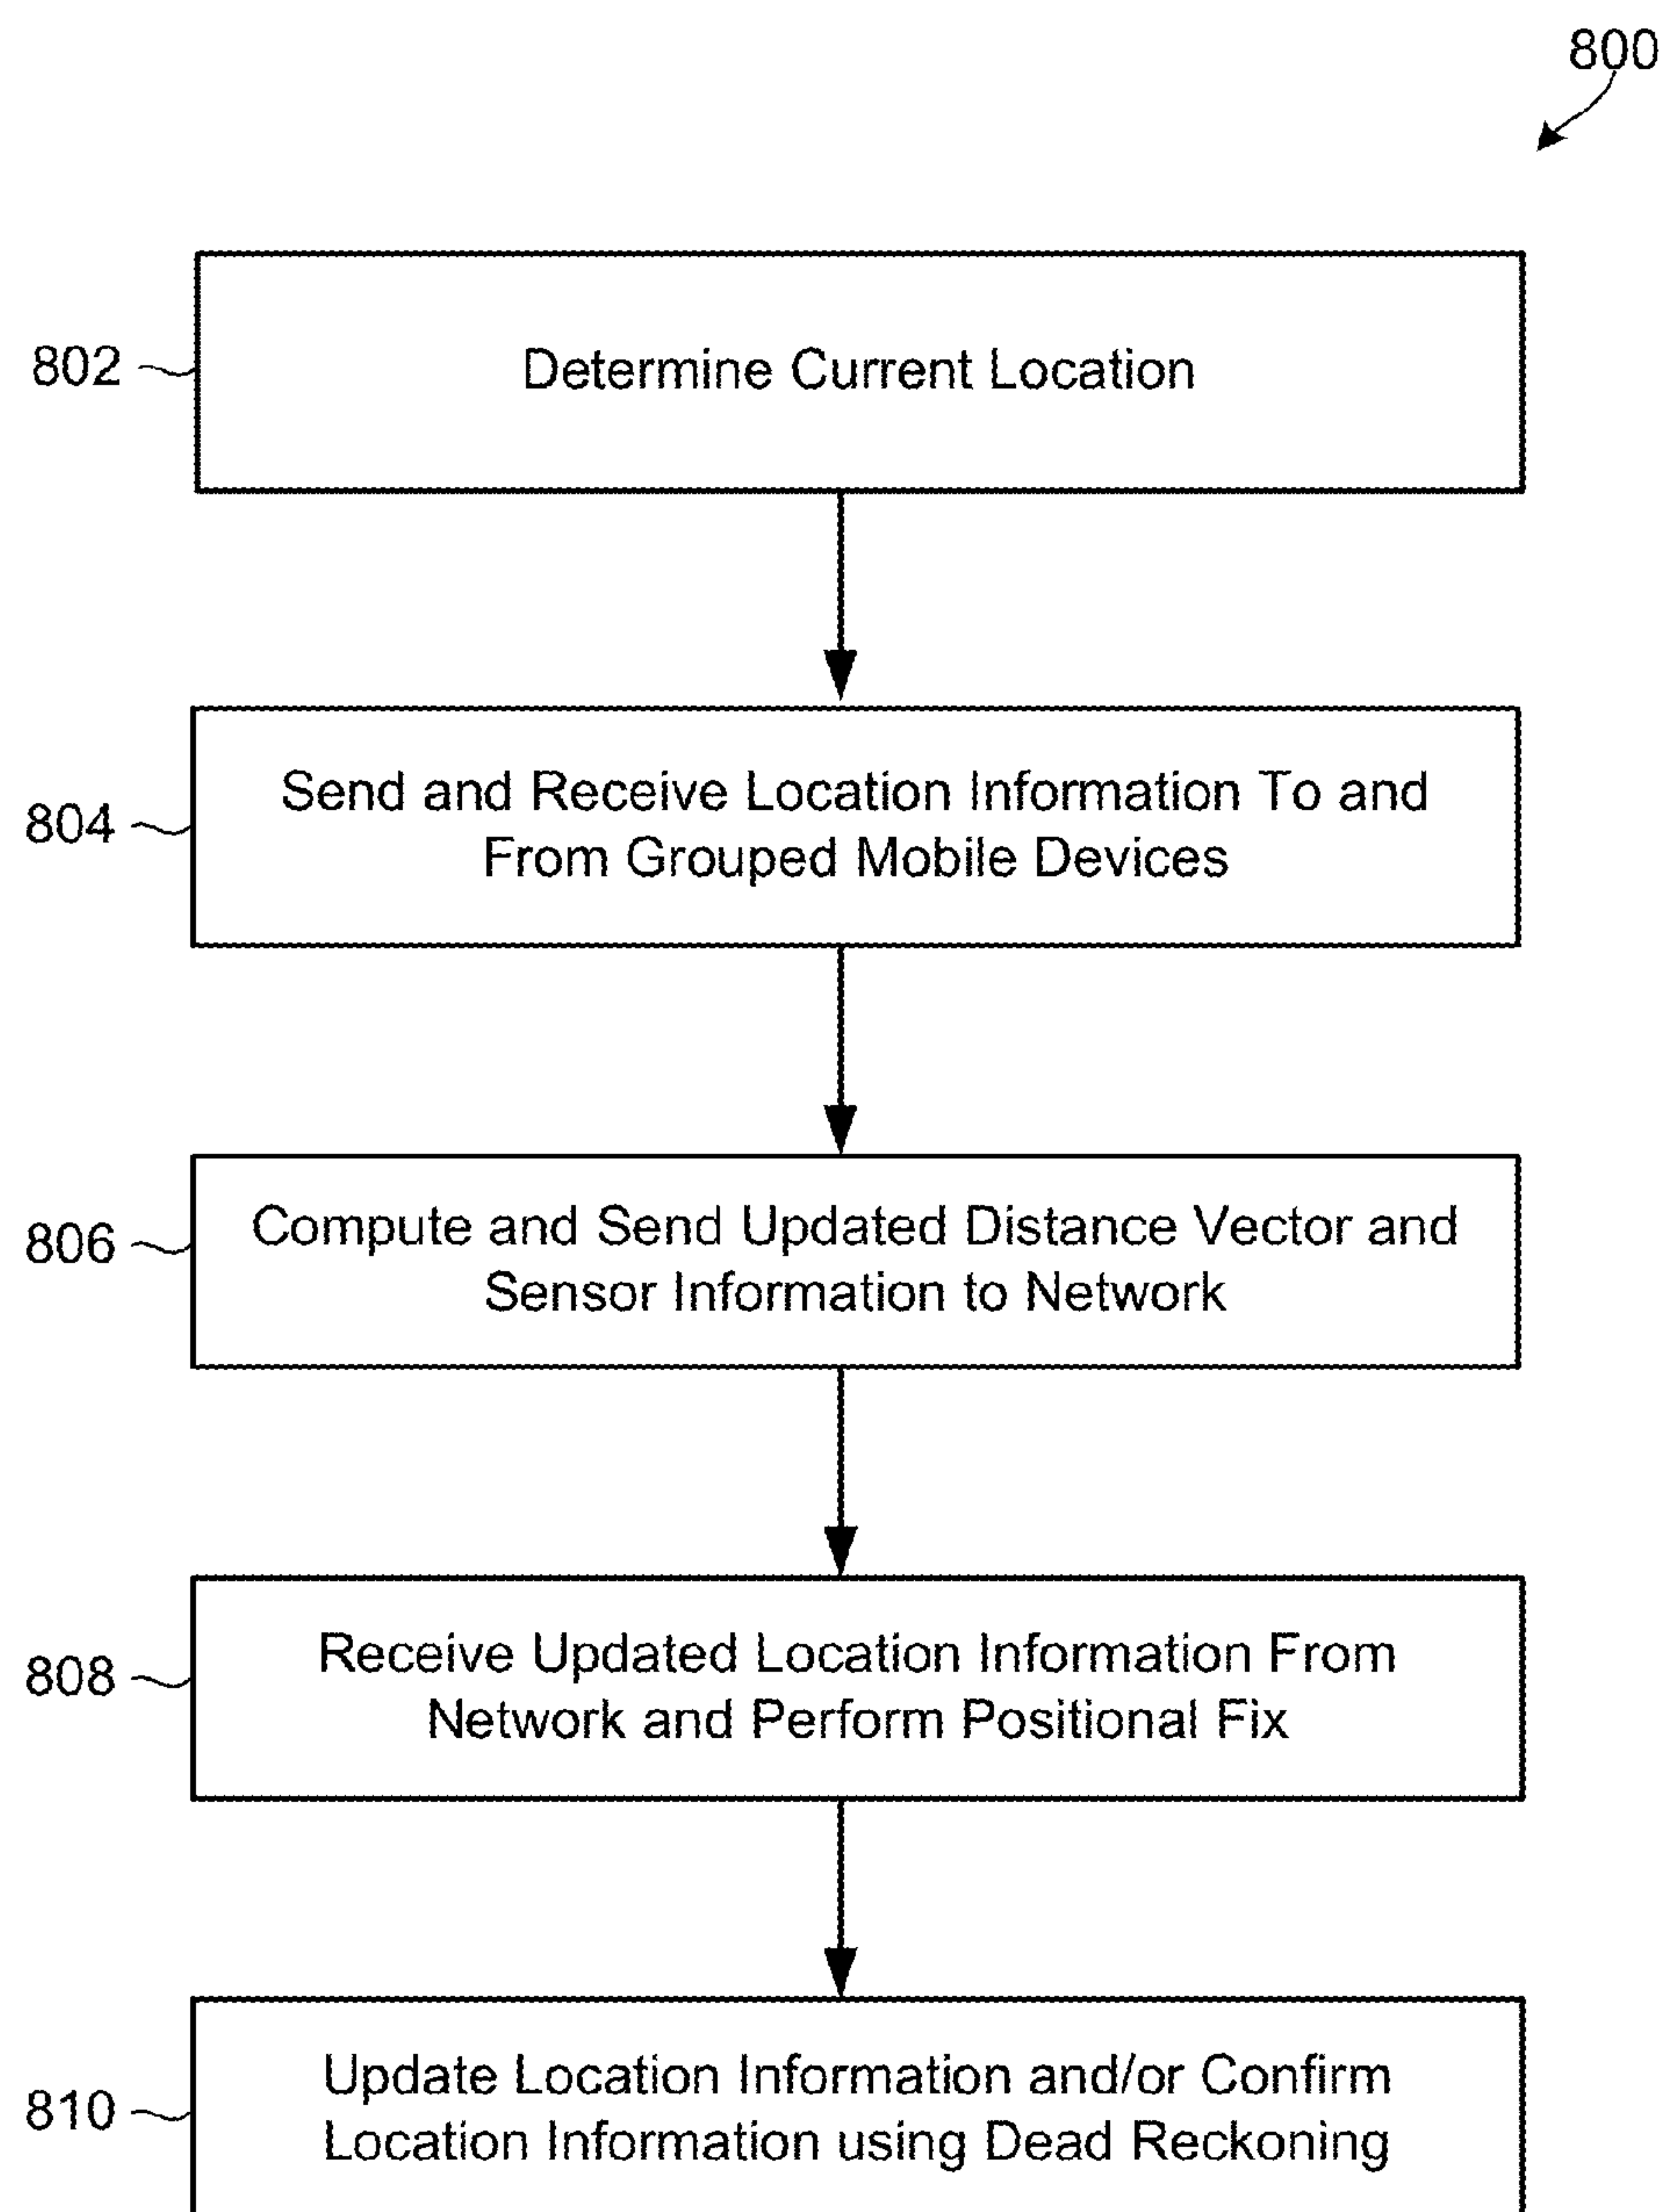 800
802
Determine Current Location
804
Send and Receive Location Information To and
From Grouped Mobile Devices
806
Compute and Send Updated Distance Vector and
Sensor Information to Network
808
Receive Updated Location Information From
Network and Perform Positional Fix
810
Update Location Information and/or Confirm
Location Information using Dead Reckoning